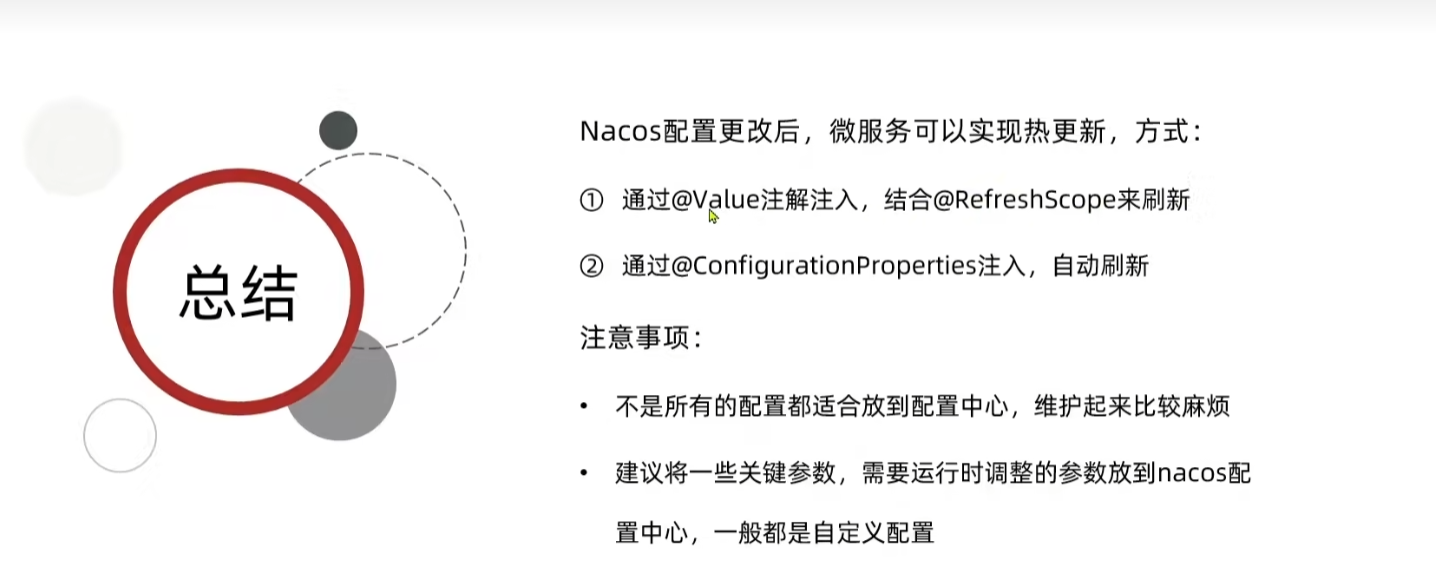 总结
Nacos配置更改后，微服务可以实现热更新，方式：
① 通过@Value注解注入，结合@RefreshScope来刷新
② 通过@ConfigurationProperties注入，自动刷新
注意事项：
• 不是所有的配置都适合放到配置中心，维护起来比较麻烦
• 建议将一些关键参数，需要运行时调整的参数放到nacos配
置中心，一般都是自定义配置